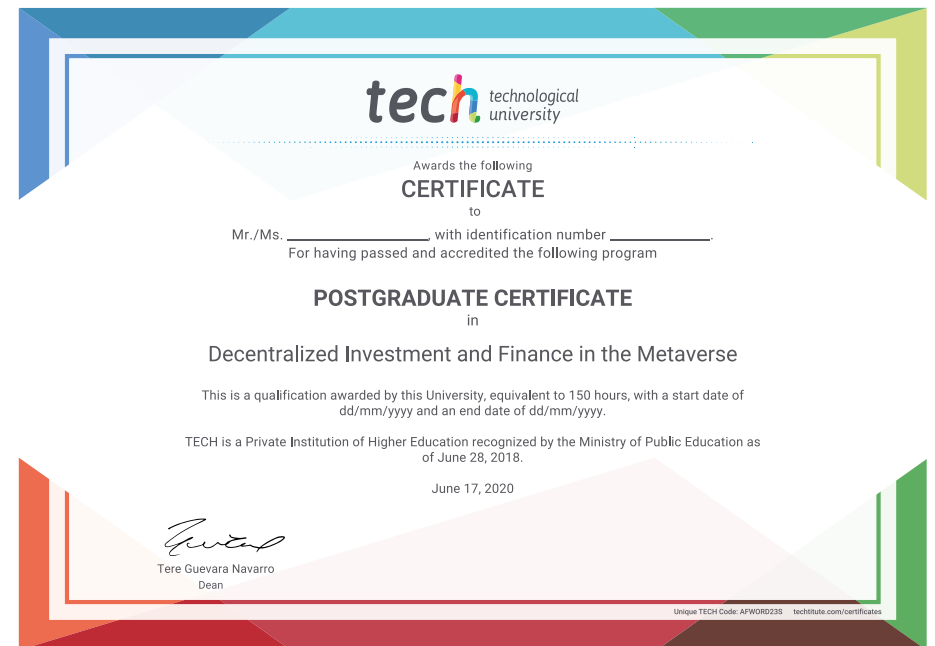 tech technological
university
Awards the following
CERTIFICATE
to
Mr./Ms. ____________________, with identification number ______________.
For having passed and accredited the following program
POSTGRADUATE CERTIFICATE
in
Decentralized Investment and Finance in the Metaverse
This is a qualification awarded by this University, equivalent to 150 hours, with a start date of
dd/mm/yyyy and an end date of dd/mm/yyyy.
TECH is a Private Institution of Higher Education recognized by the Ministry of Public Education as
of June 28, 2018.
June 17, 2020
Tere Guevara Navarro
Dean
Unique TECH Code: AFWORD23S techtitute.com/certificates